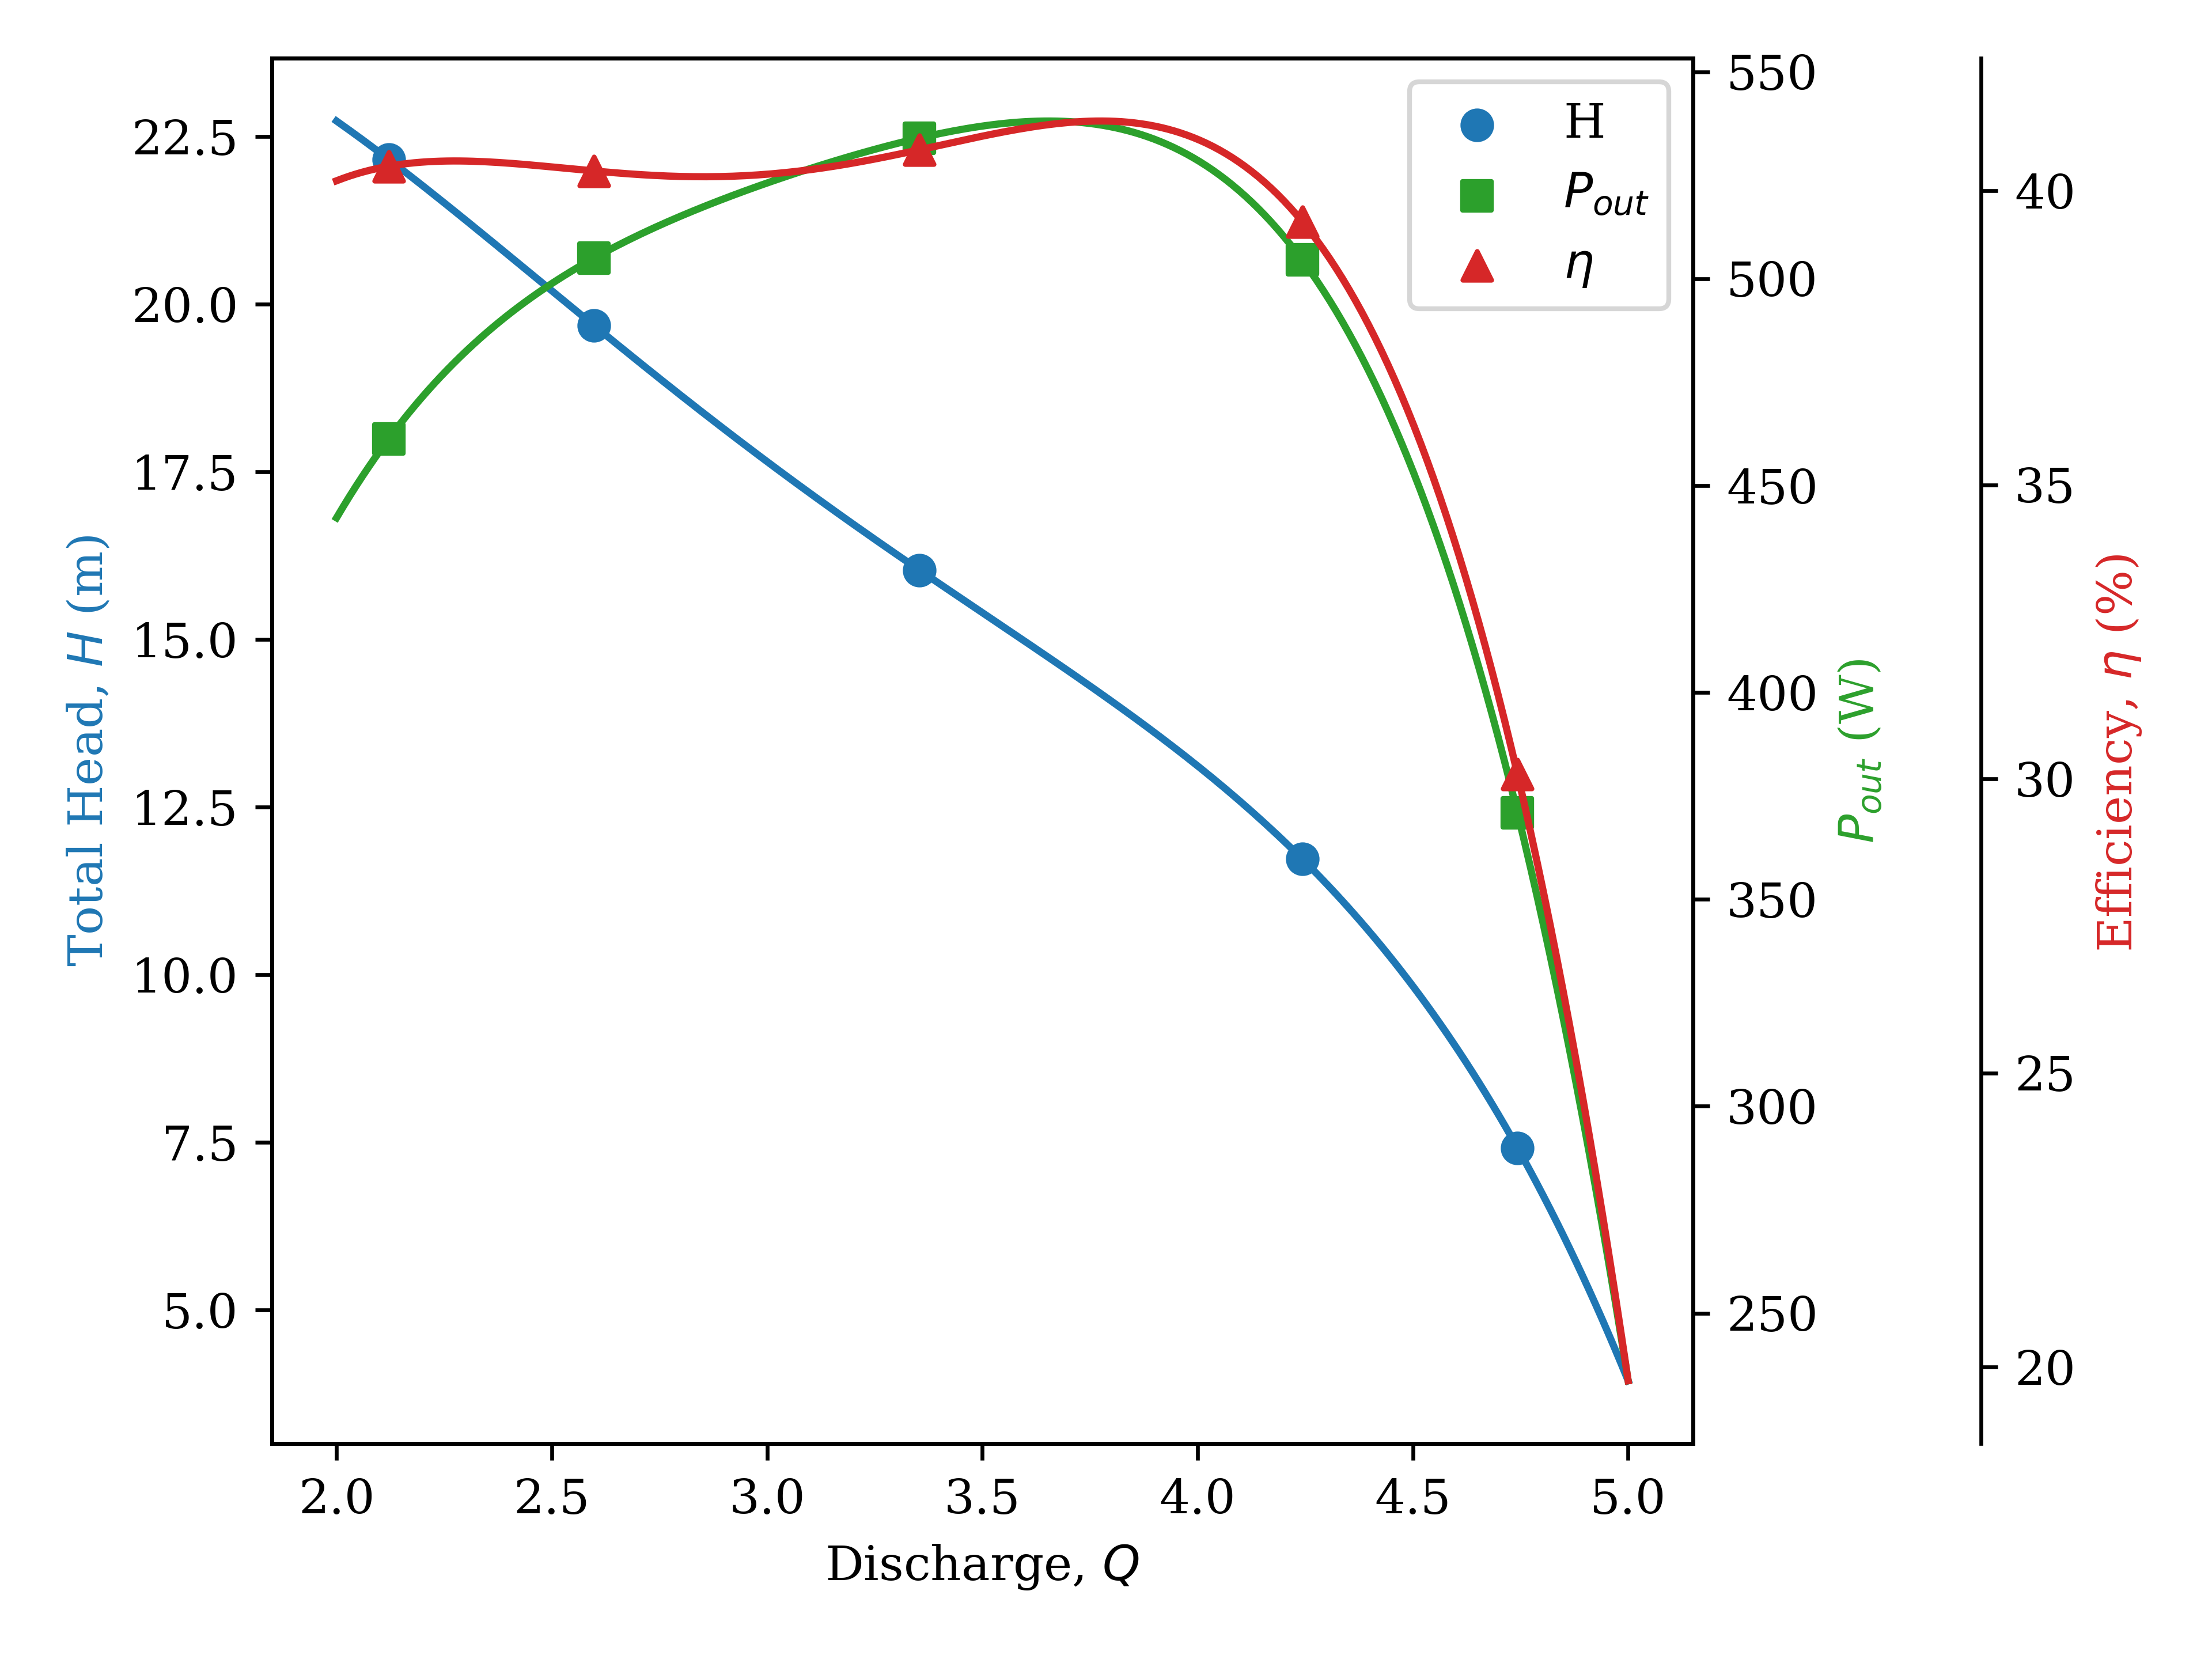 H
P_out
η
22.5
20.0
17.5
15.0
12.5
10.0
7.5
5.0
Total Head, H (m)
550
500
450
400
350
300
250
P_out (W)
40
35
30
25
20
Efficiency, η (%)
2.0 2.5 3.0 3.5 4.0 4.5 5.0
Discharge, Q